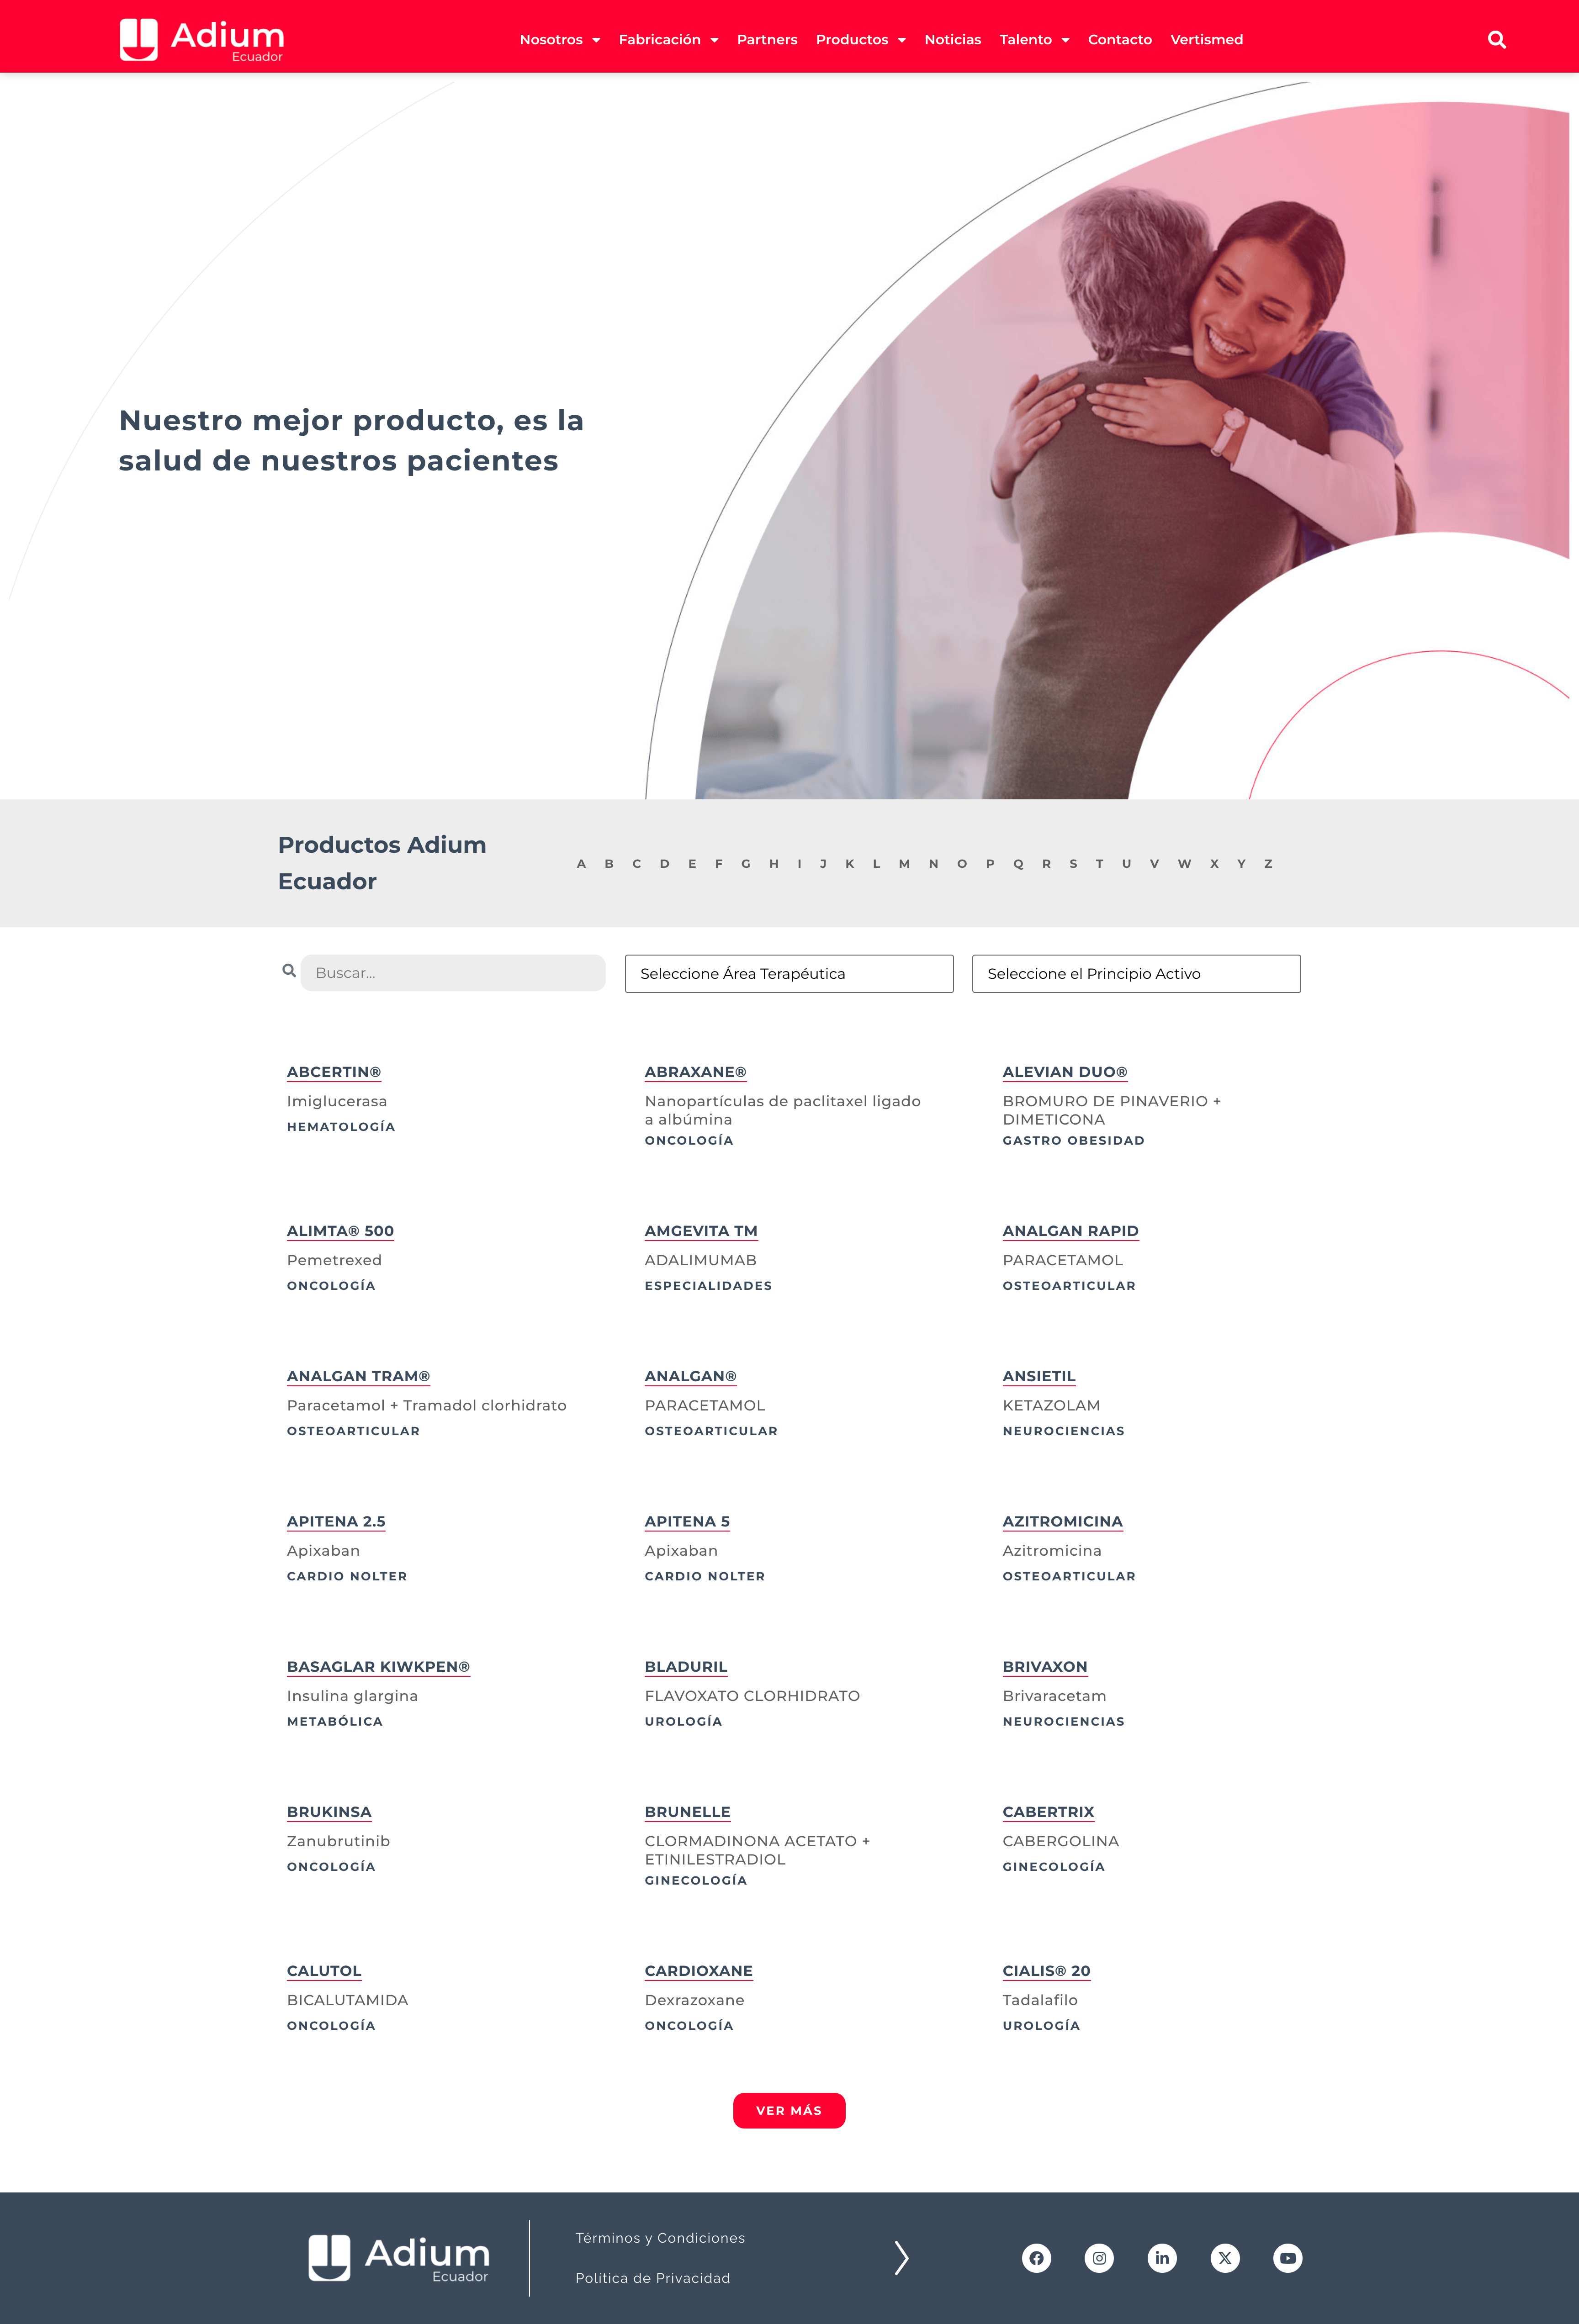 Adium
Ecuador
Nosotros
Fabricación
Partners
Productos
Noticias
Talento
Contacto
Vertismed
Nuestro mejor producto, es la
salud de nuestros pacientes
Productos Adium
Ecuador
A B C D E F G H I J K L M N O P Q R S T U V W X Y Z
Buscar...
Seleccione Área Terapéutica
Seleccione el Principio Activo
ABCERTIN®
Imiglucerasa
HEMATOLOGÍA
ABRAXANE®
Nanopartículas de paclitaxel ligado
a albúmina
ONCOLOGÍA
ALEVIAN DUO®
BROMURO DE PINAVERIO +
DIMETICONA
GASTRO OBESIDAD
ALIMTA® 500
Pemetrexed
ONCOLOGÍA
AMGEVITA TM
ADALIMUMAB
ESPECIALIDADES
ANALGAN RAPID
PARACETAMOL
OSTEOARTICULAR
ANALGAN TRAM®
Paracetamol + Tramadol clorhidrato
OSTEOARTICULAR
ANALGAN®
PARACETAMOL
OSTEOARTICULAR
ANSIETIL
KETAZOLAM
NEUROCIENCIAS
APITENA 2.5
Apixaban
CARDIO NOLTER
APITENA 5
Apixaban
CARDIO NOLTER
AZITROMICINA
Azitromicina
OSTEOARTICULAR
BASAGLAR KIWKPEN®
Insulina glargina
METABÓLICA
BLADURIL
FLAVOXATO CLORHIDRATO
UROLOGÍA
BRIVAXON
Brivaracetam
NEUROCIENCIAS
BRUKINSA
Zanubrutinib
ONCOLOGÍA
BRUNELLE
CLORMADINONA ACETATO +
ETINILESTRADIOL
GINECOLOGÍA
CABERTRIX
CABERGOLINA
GINECOLOGÍA
CALUTOL
BICALUTAMIDA
ONCOLOGÍA
CARDIOXANE
Dexrazoxane
ONCOLOGÍA
CIALIS® 20
Tadalafilo
UROLOGÍA
VER MÁS
Adium
Ecuador
Términos y Condiciones
Política de Privacidad